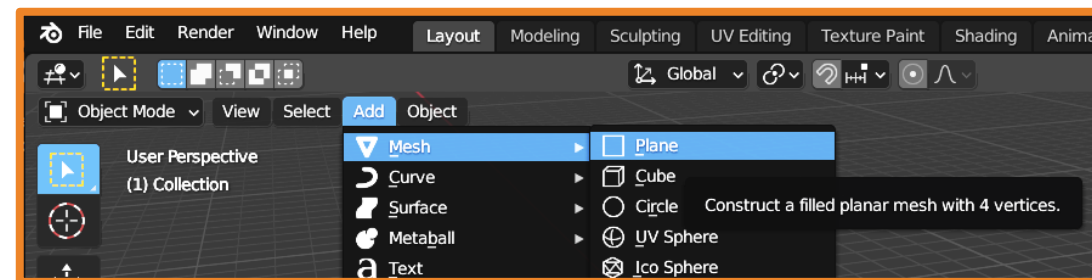 File Edit Render Window Help Layout Modeling Sculpting UV Editing Texture Paint Shading
Global
Object Mode View Select Add Object
User Perspective
(1) Collection
Mesh
Curve
Surface
Metaball
Text
Plane
Cube
Circle
UV Sphere
Ico Sphere
Construct a filled planar mesh with 4 vertices.